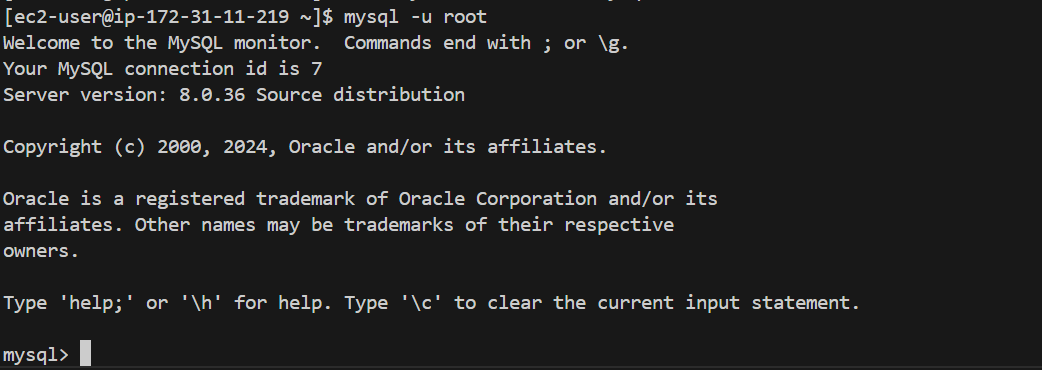 [ec2-user@ip-172-31-11-219 ~]$ mysql -u root
Welcome to the MySQL monitor.  Commands end with ; or \g.
Your MySQL connection id is 7
Server version: 8.0.36 Source distribution
Copyright (c) 2000, 2024, Oracle and/or its affiliates.
Oracle is a registered trademark of Oracle Corporation and/or its
affiliates. Other names may be trademarks of their respective
owners.
Type 'help;' or '\h' for help. Type '\c' to clear the current input statement.
mysql>